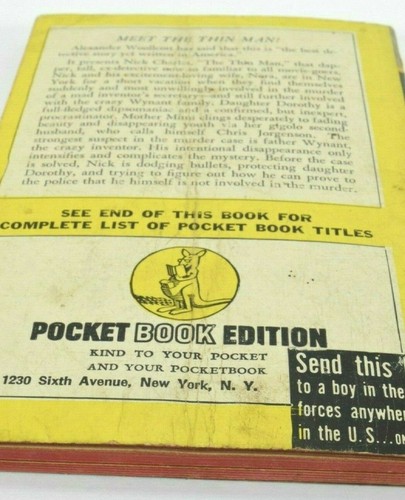 MEET THE THIN MAN!
Alexander Woollcott has said that this is "the best de-
tective story yet written in America."
It presents Nick Charles, "The Thin Man," that dap-
per, ex-detective now so familiar to all movie-goers.
Nick and his excitement-loving wife, Nora, are in New
York for a short vacation when they find themselves
suddenly and most unwillingly involved in the murder
of a mad inventor's secretary—and still further involved
with the crazy Wynant family. Daughter Dorothy is a
full-fledged dipsomaniac and a confirmed, but inexpert,
procrastinator. Mother Mimi clings desperately to fading
beauty and disappearing youth via her gigolo second
husband, who calls himself Chris Jorgenson. The
strongest suspect in the murder case is father Wynant,
the crazy inventor. His intentional disappearance only
intensifies and complicates the mystery. Before the case
is solved, Nick is dodging bullets, protecting daughter
Dorothy, and trying to figure out how he can prove to
the police that he himself is not involved in the murder.
SEE END OF THIS BOOK FOR
COMPLETE LIST OF POCKET BOOK TITLES
POCKET BOOK EDITION
KIND TO YOUR POCKET
AND YOUR POCKETBOOK
1230 Sixth Avenue, New York, N. Y.
Send this
to a boy in the
forces anywher
in the U S...on